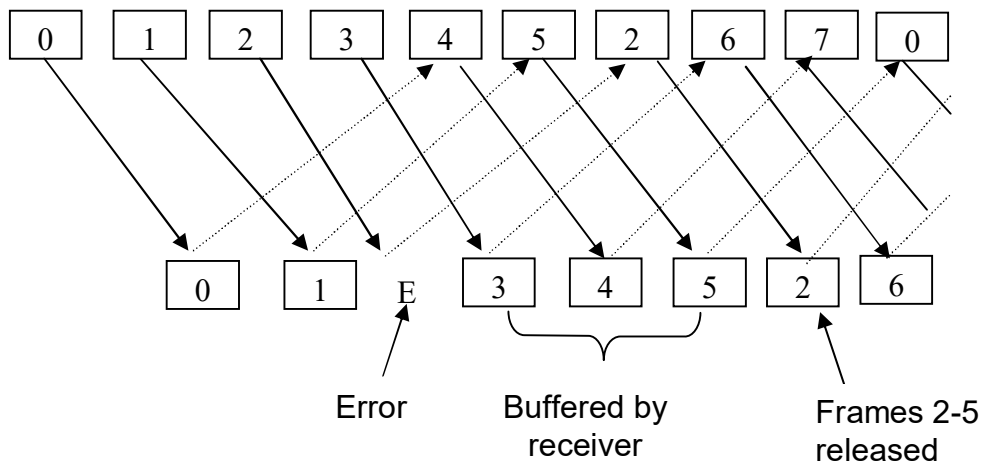 0 1 2 3 4 5 2 6 7 0
0 1 E 3 4 5 2 6
Error
Buffered by
receiver
Frames 2-5
released